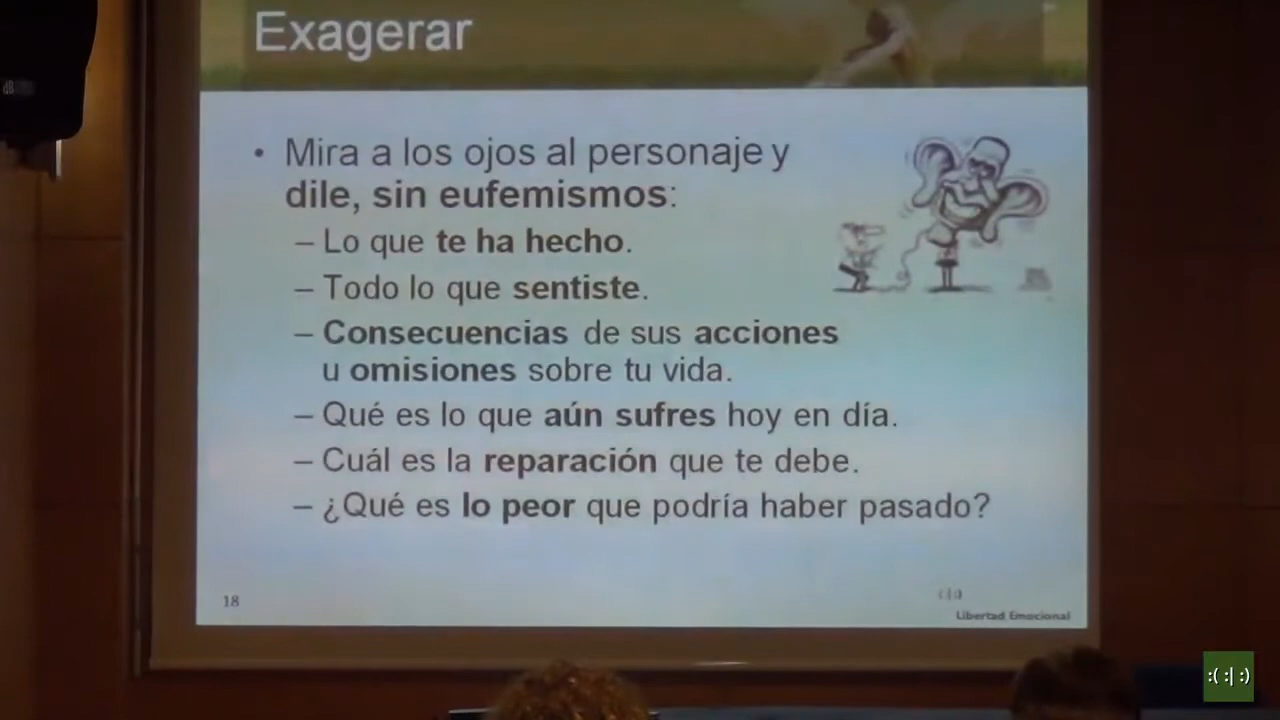 Exagerar
• Mira a los ojos al personaje y
dile, sin eufemismos:
– Lo que te ha hecho.
– Todo lo que sentiste.
– Consecuencias de sus acciones
u omisiones sobre tu vida.
– Qué es lo que aún sufres hoy en día.
– Cuál es la reparación que te debe.
– ¿Qué es lo peor que podría haber pasado?
18
Libertad Emocional
:( :| :)